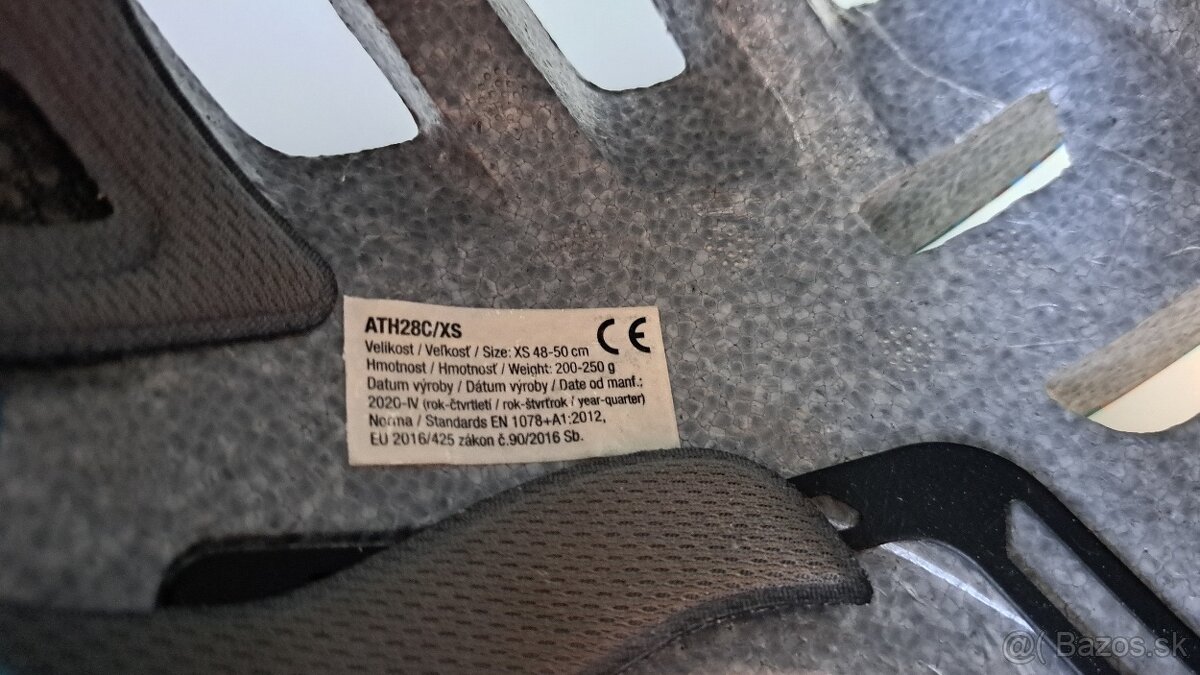 ATH28C/XS
CE
Velikost / Veľkosť / Size: XS 48-50 cm
Hmotnost / Hmotnosť / Weight: 200-250 g
Datum výroby / Dátum výroby / Date od manf.:
2020-IV (rok-čtvrtletí / rok-štvrťrok / year-quarter)
Norma / Standards EN 1078+A1:2012,
EU 2016/425 zákon č.90/2016 Sb.
@( Bazos.sk